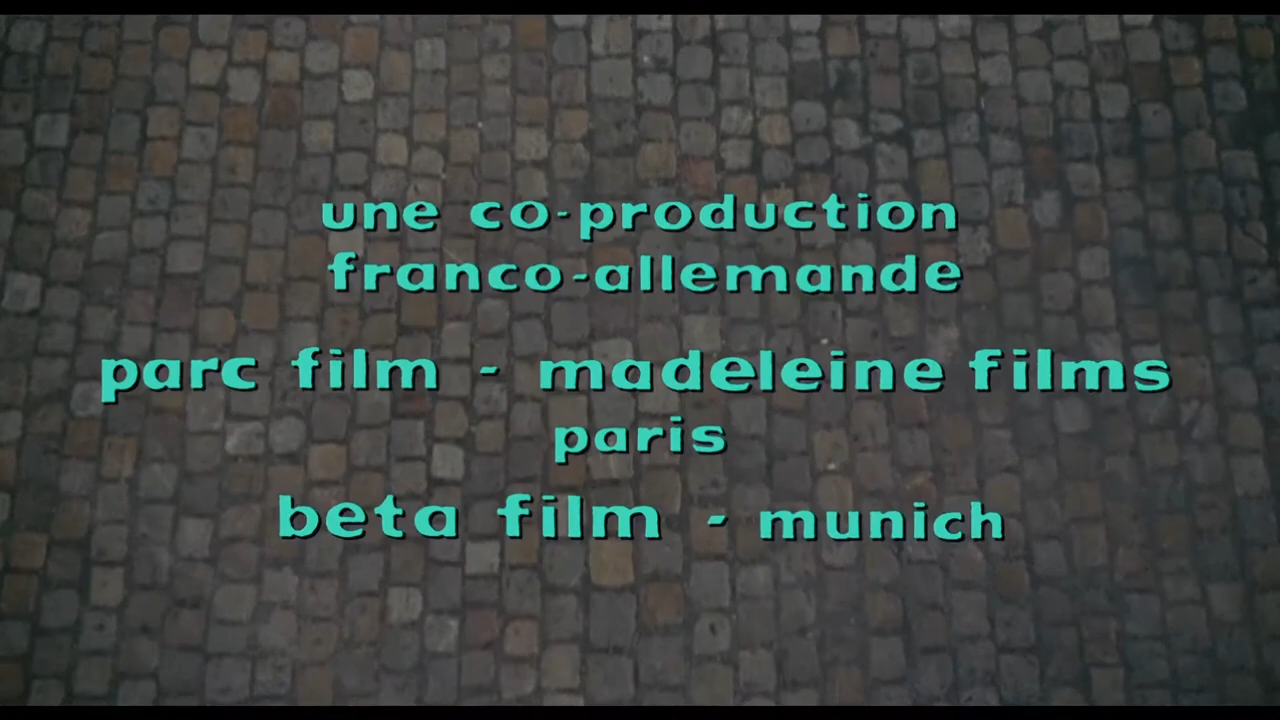 une co-production
franco-allemande
parc film - madeleine films
paris
beta film - munich